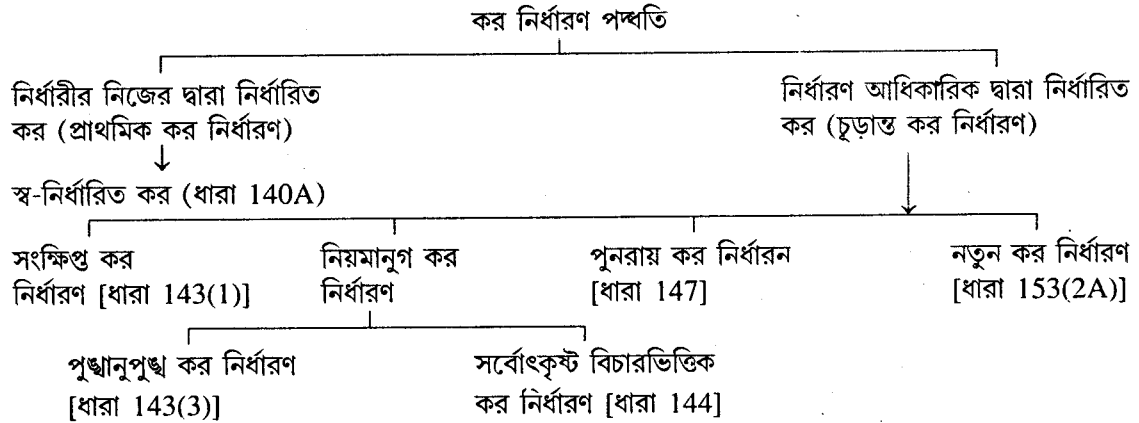 কর নির্ধারণ পদ্ধতি
নির্ধারীর নিজের দ্বারা নির্ধারিত
কর (প্রাথমিক কর নির্ধারণ)
স্ব-নির্ধারিত কর (ধারা 140A)
নির্ধারণ আধিকারিক দ্বারা নির্ধারিত
কর (চূড়ান্ত কর নির্ধারণ)
সংক্ষিপ্ত কর
নির্ধারণ [ধারা 143(1)]
নিয়মানুগ কর
নির্ধারণ
পুনরায় কর নির্ধারন
[ধারা 147]
নতুন কর নির্ধারণ
[ধারা 153(2A)]
পুঙ্খানুপুঙ্খ কর নির্ধারণ
[ধারা 143(3)]
সর্বোৎকৃষ্ট বিচারভিত্তিক
কর নির্ধারণ [ধারা 144]